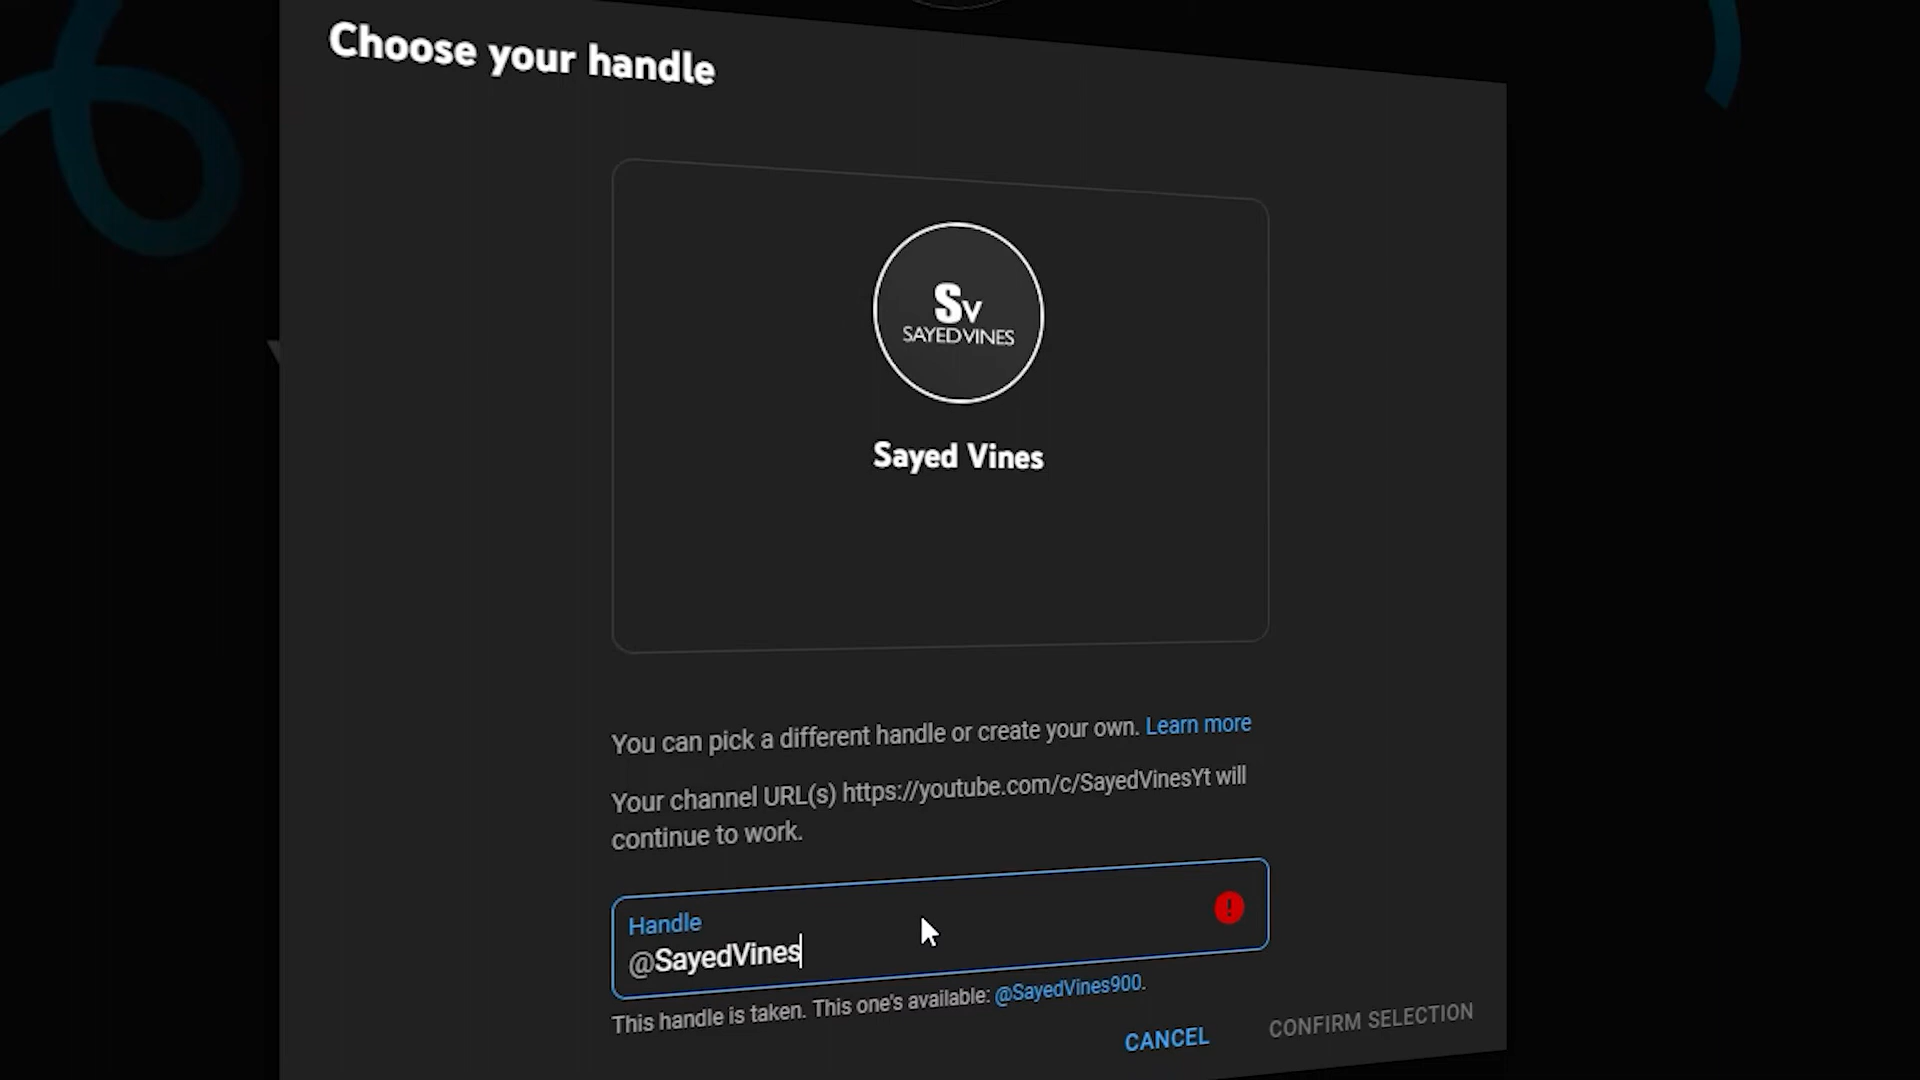 Choose your handle
Sv
SAYEDVINES
Sayed Vines
You can pick a different handle or create your own. Learn more
Your channel URL(s) https://youtube.com/c/SayedVinesYt will
continue to work.
Handle
@SayedVines
This handle is taken. This one's available: @SayedVines900.
CANCEL
CONFIRM SELECTION